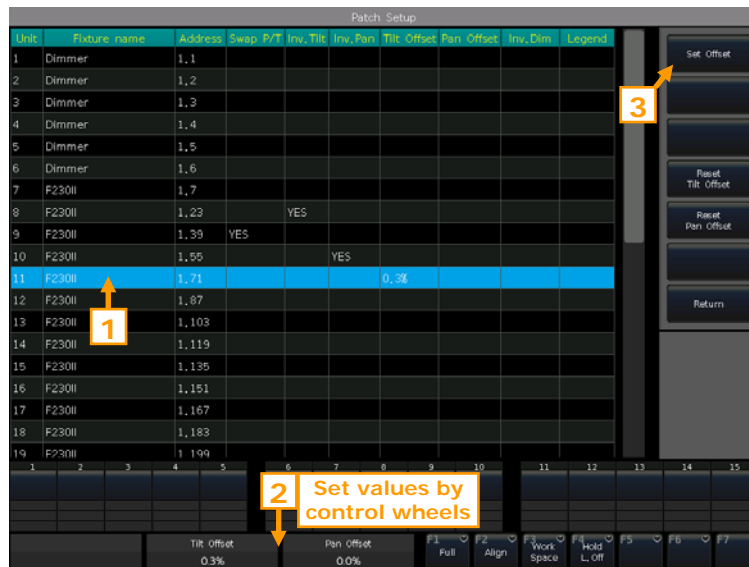 Patch Setup
Unit Fixture name Address Swap P/T Inv.Tilt Inv.Pan Tilt Offset Pan Offset Inv.Dim Legend
1 Dimmer 1.1
2 Dimmer 1.2
3 Dimmer 1.3
4 Dimmer 1.4
5 Dimmer 1.5
6 Dimmer 1.6
7 F230II 1.7
8 F230II 1.23 YES
9 F230II 1.39 YES
10 F230II 1.55 YES
11 F230II 1.71 0.3%
12 F230II 1.87
13 F230II 1.103
14 F230II 1.119
15 F230II 1.135
16 F230II 1.151
17 F230II 1.167
18 F230II 1.183
19 F230II 1.199
Set Offset
Reset
Tilt Offset
Reset
Pan Offset
Return
1
3
1 2 3 4 5 6 7 8 9 10 11 12 13 14 15
2 Set values by
control wheels
Tilt Offset
0.3%
Pan Offset
0.0%
F1
Full
F2
Align
F3
Work
Space
F4
Hold
L.Off
F5
F6
F7